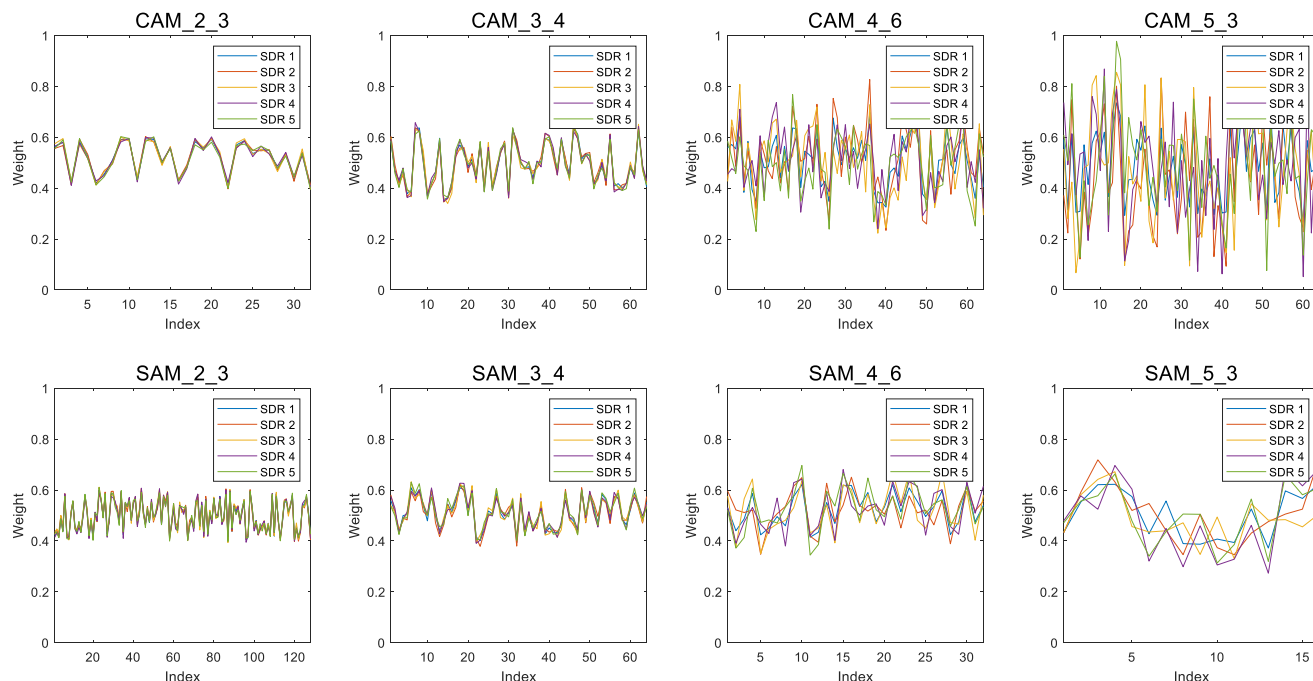 CAM_2_3
1
0.8
0.6
0.4
0.2
0
Weight
SDR 1
SDR 2
SDR 3
SDR 4
SDR 5
5 10 15 20 25 30
Index
CAM_3_4
1
0.8
0.6
0.4
0.2
0
Weight
SDR 1
SDR 2
SDR 3
SDR 4
SDR 5
10 20 30 40 50 60
Index
CAM_4_6
1
0.8
0.6
0.4
0.2
0
Weight
SDR 1
SDR 2
SDR 3
SDR 4
SDR 5
10 20 30 40 50 60
Index
CAM_5_3
1
0.8
0.6
0.4
0.2
0
Weight
SDR 1
SDR 2
SDR 3
SDR 4
SDR 5
10 20 30 40 50 60
Index
SAM_2_3
1
0.8
0.6
0.4
0.2
0
Weight
SDR 1
SDR 2
SDR 3
SDR 4
SDR 5
20 40 60 80 100 120
Index
SAM_3_4
1
0.8
0.6
0.4
0.2
0
Weight
SDR 1
SDR 2
SDR 3
SDR 4
SDR 5
10 20 30 40 50 60
Index
SAM_4_6
1
0.8
0.6
0.4
0.2
0
Weight
SDR 1
SDR 2
SDR 3
SDR 4
SDR 5
5 10 15 20 25 30
Index
SAM_5_3
1
0.8
0.6
0.4
0.2
0
Weight
SDR 1
SDR 2
SDR 3
SDR 4
SDR 5
5 10 15
Index